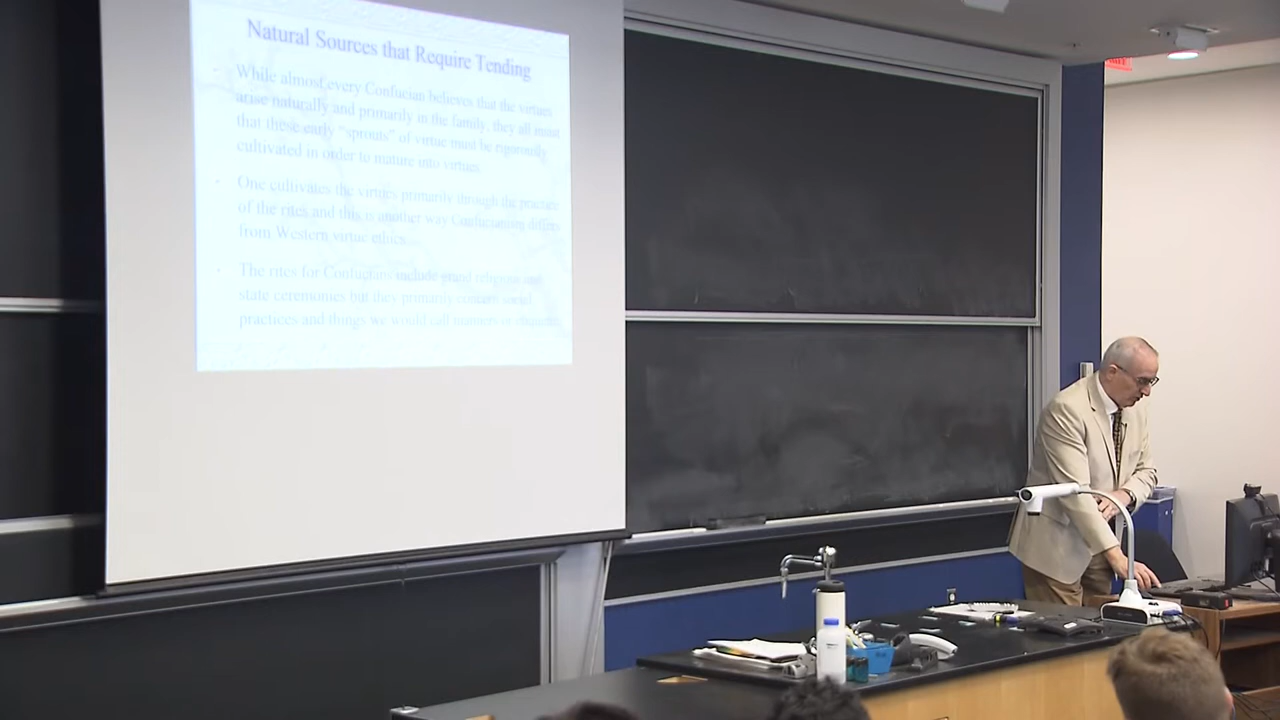 Natural Sources that Require Tending
While almost every Confucian believes that the virtues
arise naturally and primarily in the family, they all insist
that these early “sprouts” of virtue must be rigorously
cultivated in order to mature into virtues.
One cultivates the virtues primarily through the practice
of the rites and this is another way Confucianism differs
from Western virtue ethics.
The rites for Confucians include grand religious and
state ceremonies but they primarily concern social
practices and things we would call manners or etiquette.